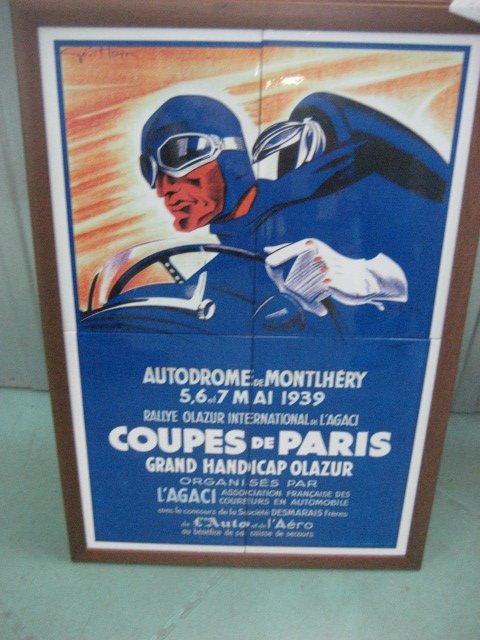 Geo Ham
AUTODROME DE MONTLHÉRY
5,6 et 7 MAI 1939
RALLYE OLAZUR INTERNATIONAL DE L'AGACI
COUPES DE PARIS
GRAND HANDICAP OLAZUR
ORGANISÉS PAR
L'AGACI ASSOCIATION FRANÇAISE DES
COUREURS EN AUTOMOBILE
avec le concours de la Société DESMARAIS Frères
de L'Auto et de l'Aéro
au bénéfice de sa caisse de secours